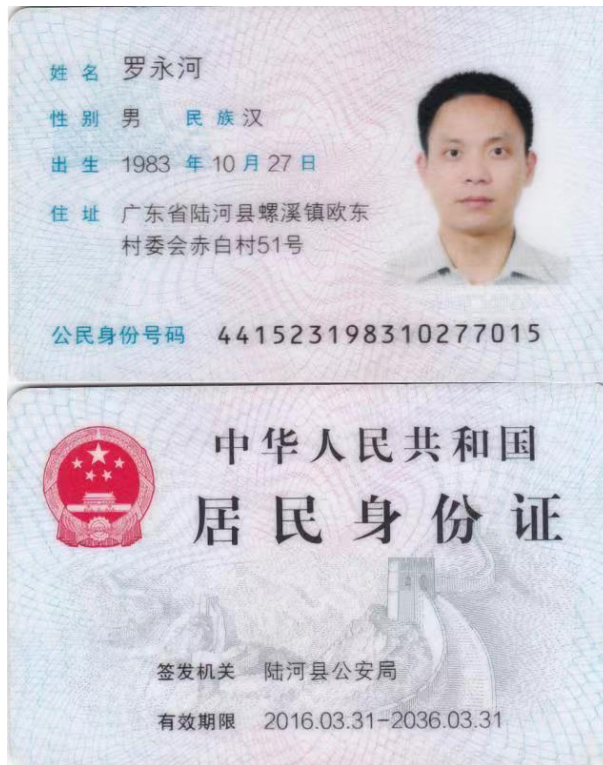 姓名 罗永河
性别 男 民族 汉
出生 1983 年 10 月 27 日
住址 广东省陆河县螺溪镇欧东
村委会赤白村51号
公民身份号码 441523198310277015
中华人民共和国
居民身份证
签发机关 陆河县公安局
有效期限 2016.03.31-2036.03.31